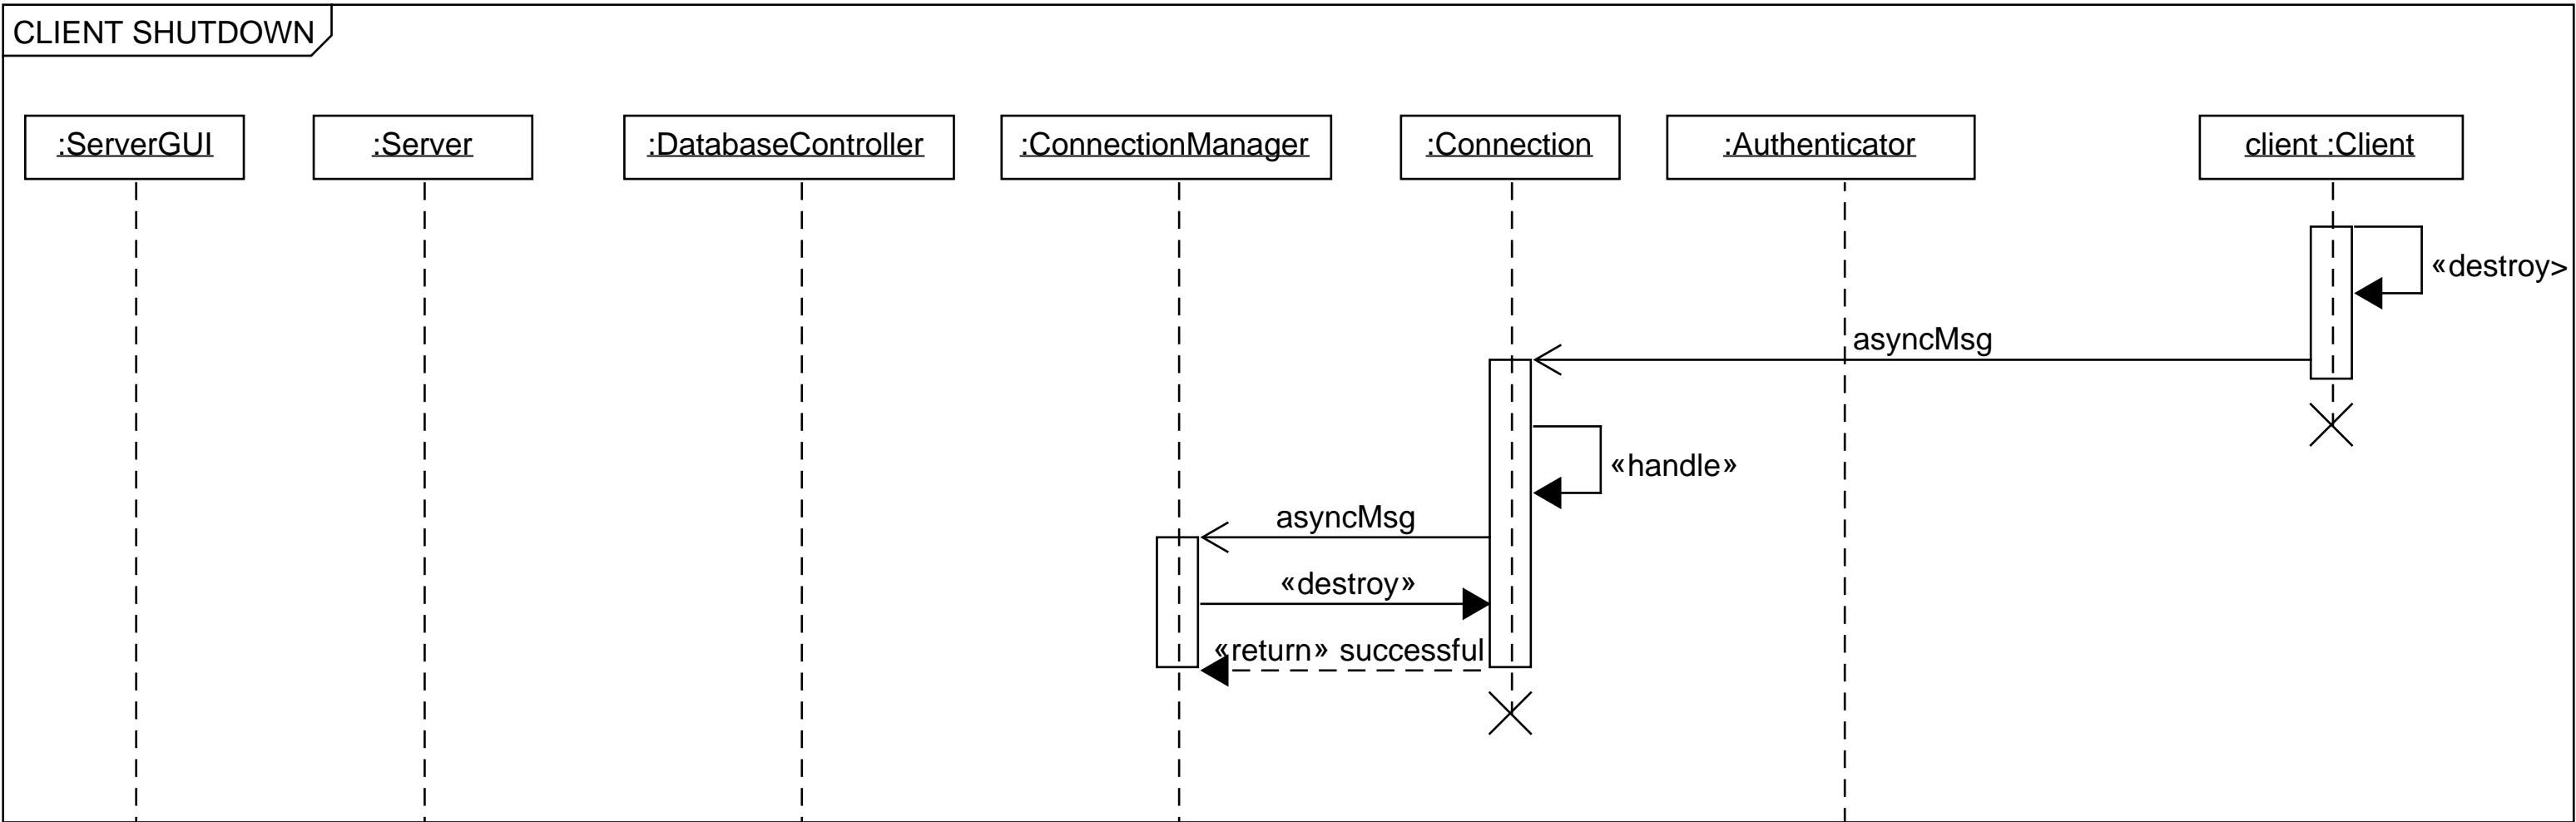 CLIENT SHUTDOWN
:ServerGUI
:Server
:DatabaseController
:ConnectionManager
:Connection
:Authenticator
client :Client
«destroy>
asyncMsg
«handle»
asyncMsg
«destroy»
«return» successful